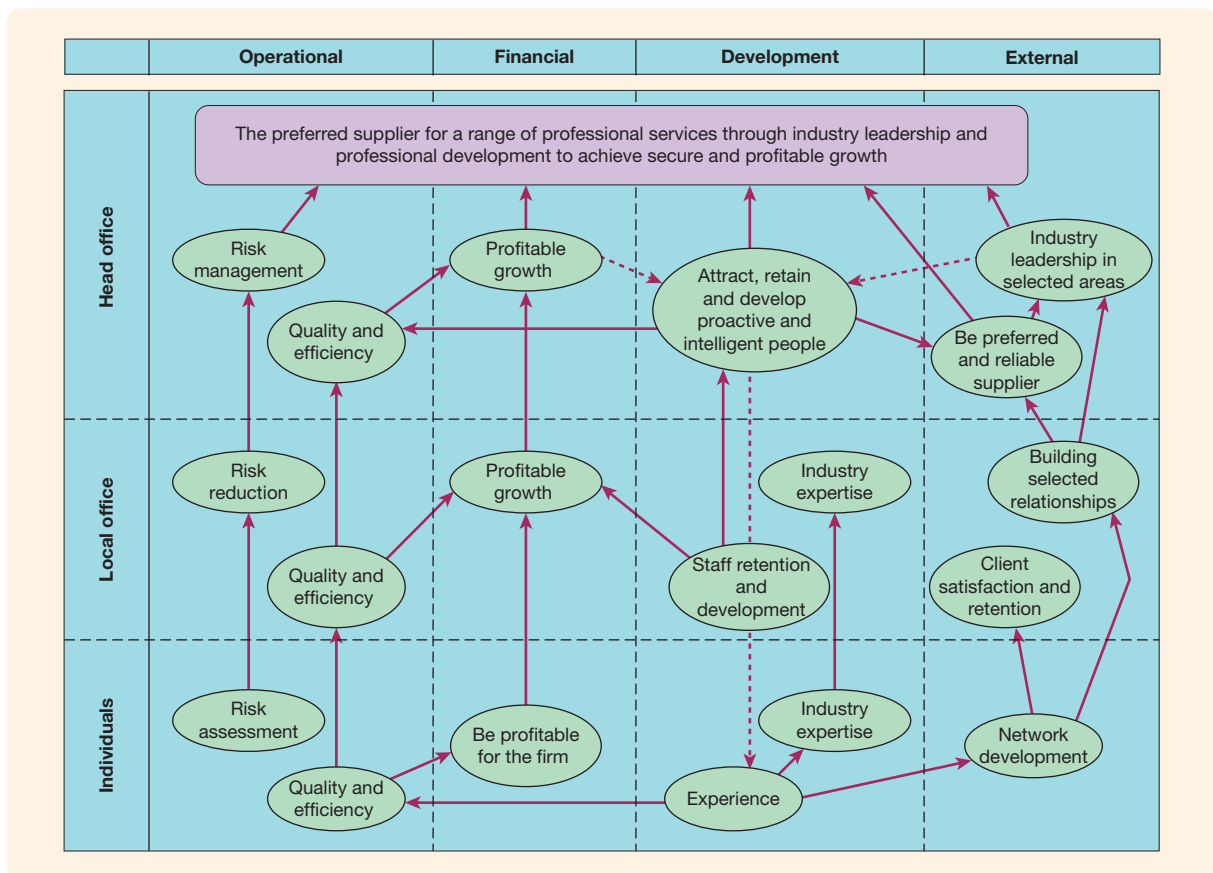 Operational
Financial
Development
External
Head office
The preferred supplier for a range of professional services through industry leadership and
professional development to achieve secure and profitable growth
Risk
management
Profitable
growth
Attract, retain
and develop
proactive and
intelligent people
Industry
leadership in
selected areas
Quality and
efficiency
Be preferred
and reliable
supplier
Local office
Risk
reduction
Profitable
growth
Industry
expertise
Building
selected
relationships
Quality and
efficiency
Staff retention
and
development
Client
satisfaction and
retention
Individuals
Risk
assessment
Be profitable
for the firm
Industry
expertise
Network
development
Quality and
efficiency
Experience